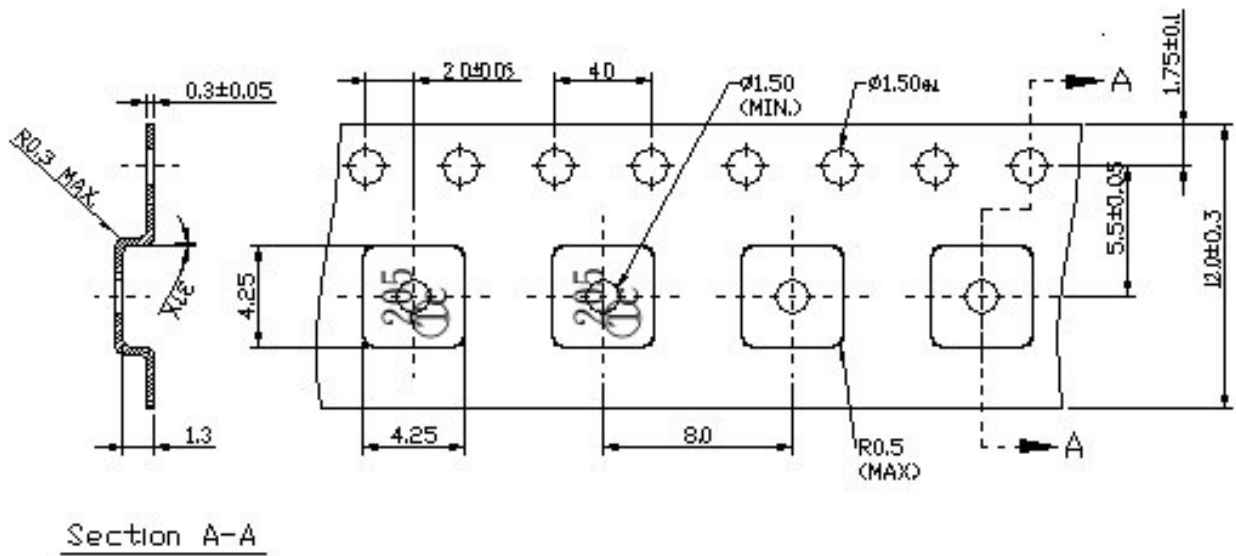 0.3±0.05
2.0±0.05
4.0
Ø1.50
(MIN.)
Ø1.50
A
1.75±0.1
R0.3 MAX.
5.5±0.05
12.0±0.3
4.25
205
205
1.3
4.25
8.0
R0.5
(MAX)
A
Section A-A